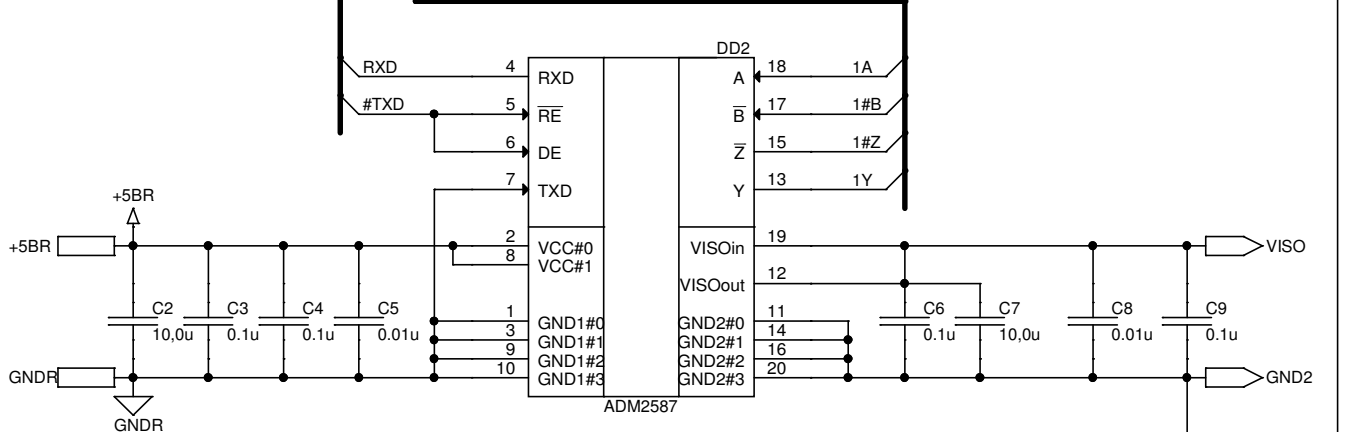 DD2
RXD 4 RXD A 18 1A
#TXD 5 RE B 17 1#B
6 DE Z 15 1#Z
7 TXD Y 13 1Y
+5BR
+5BR 2 VCC#0 VISOin 19 VISO
8 VCC#1
VISOout 12
C2 C3 C4 C5 1 GND1#0 GND2#0 11 C6 C7 C8 C9
10,0u 0.1u 0.1u 0.01u 3 GND1#1 GND2#1 14 0.1u 10,0u 0.01u 0.1u
9 GND1#2 GND2#2 16
GNDR 10 GND1#3 GND2#3 20 GND2
ADM2587
GNDR